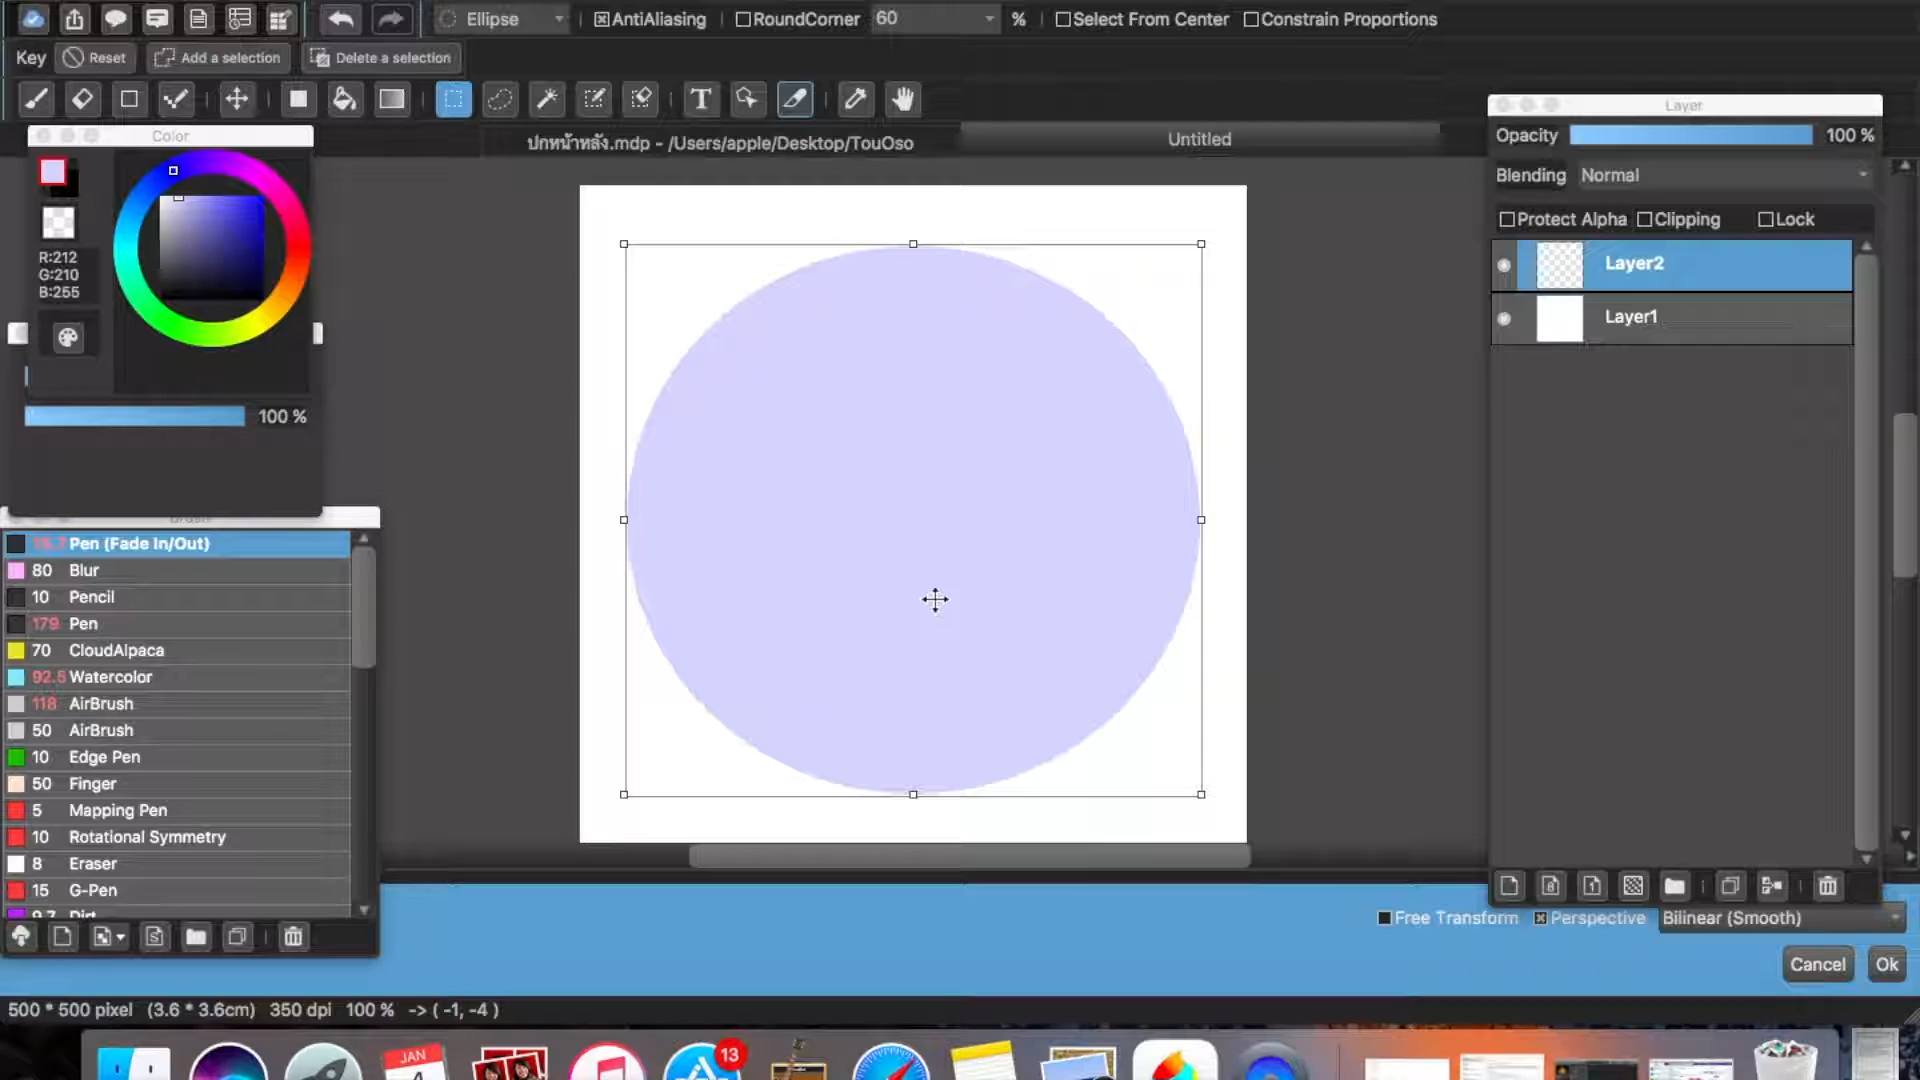 Ellipse AntiAliasing RoundCorner 60 % Select From Center Constrain Proportions
Key Reset Add a selection Delete a selection
T
Color
ปกหน้าหลัง.mdp - /Users/apple/Desktop/TouOso
Untitled
R:212
G:210
B:255
100 %
Pen (Fade In/Out)
80 Blur
10 Pencil
179 Pen
70 CloudAlpaca
92.5 Watercolor
118 AirBrush
50 AirBrush
10 Edge Pen
50 Finger
5 Mapping Pen
10 Rotational Symmetry
8 Eraser
15 G-Pen
9.7 Dirt
Layer
Opacity 100 %
Blending Normal
Protect Alpha Clipping Lock
Layer2
Layer1
Free Transform Perspective Bilinear (Smooth)
Cancel Ok
500 * 500 pixel (3.6 * 3.6cm) 350 dpi 100 % -> ( -1, -4 )
JAN
13